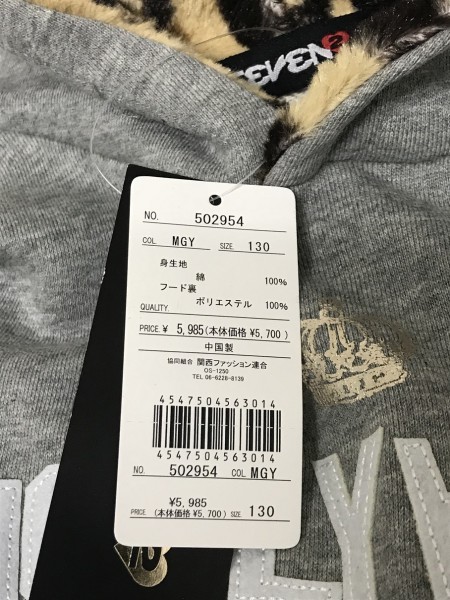 NO. 502954
COL. MGY SIZE. 130
身生地
綿 100%
フード裏
ポリエステル 100%
QUALITY.
PRICE.¥ 5,985(本体価格¥5,700)
中国製
協同組合 関西ファッション連合
OS-1250
TEL 06-6228-8139
4547504563014
4547504563014
NO. 502954 COL. MGY
¥5,985
PRICE. (本体価格¥5,700) SIZE 130